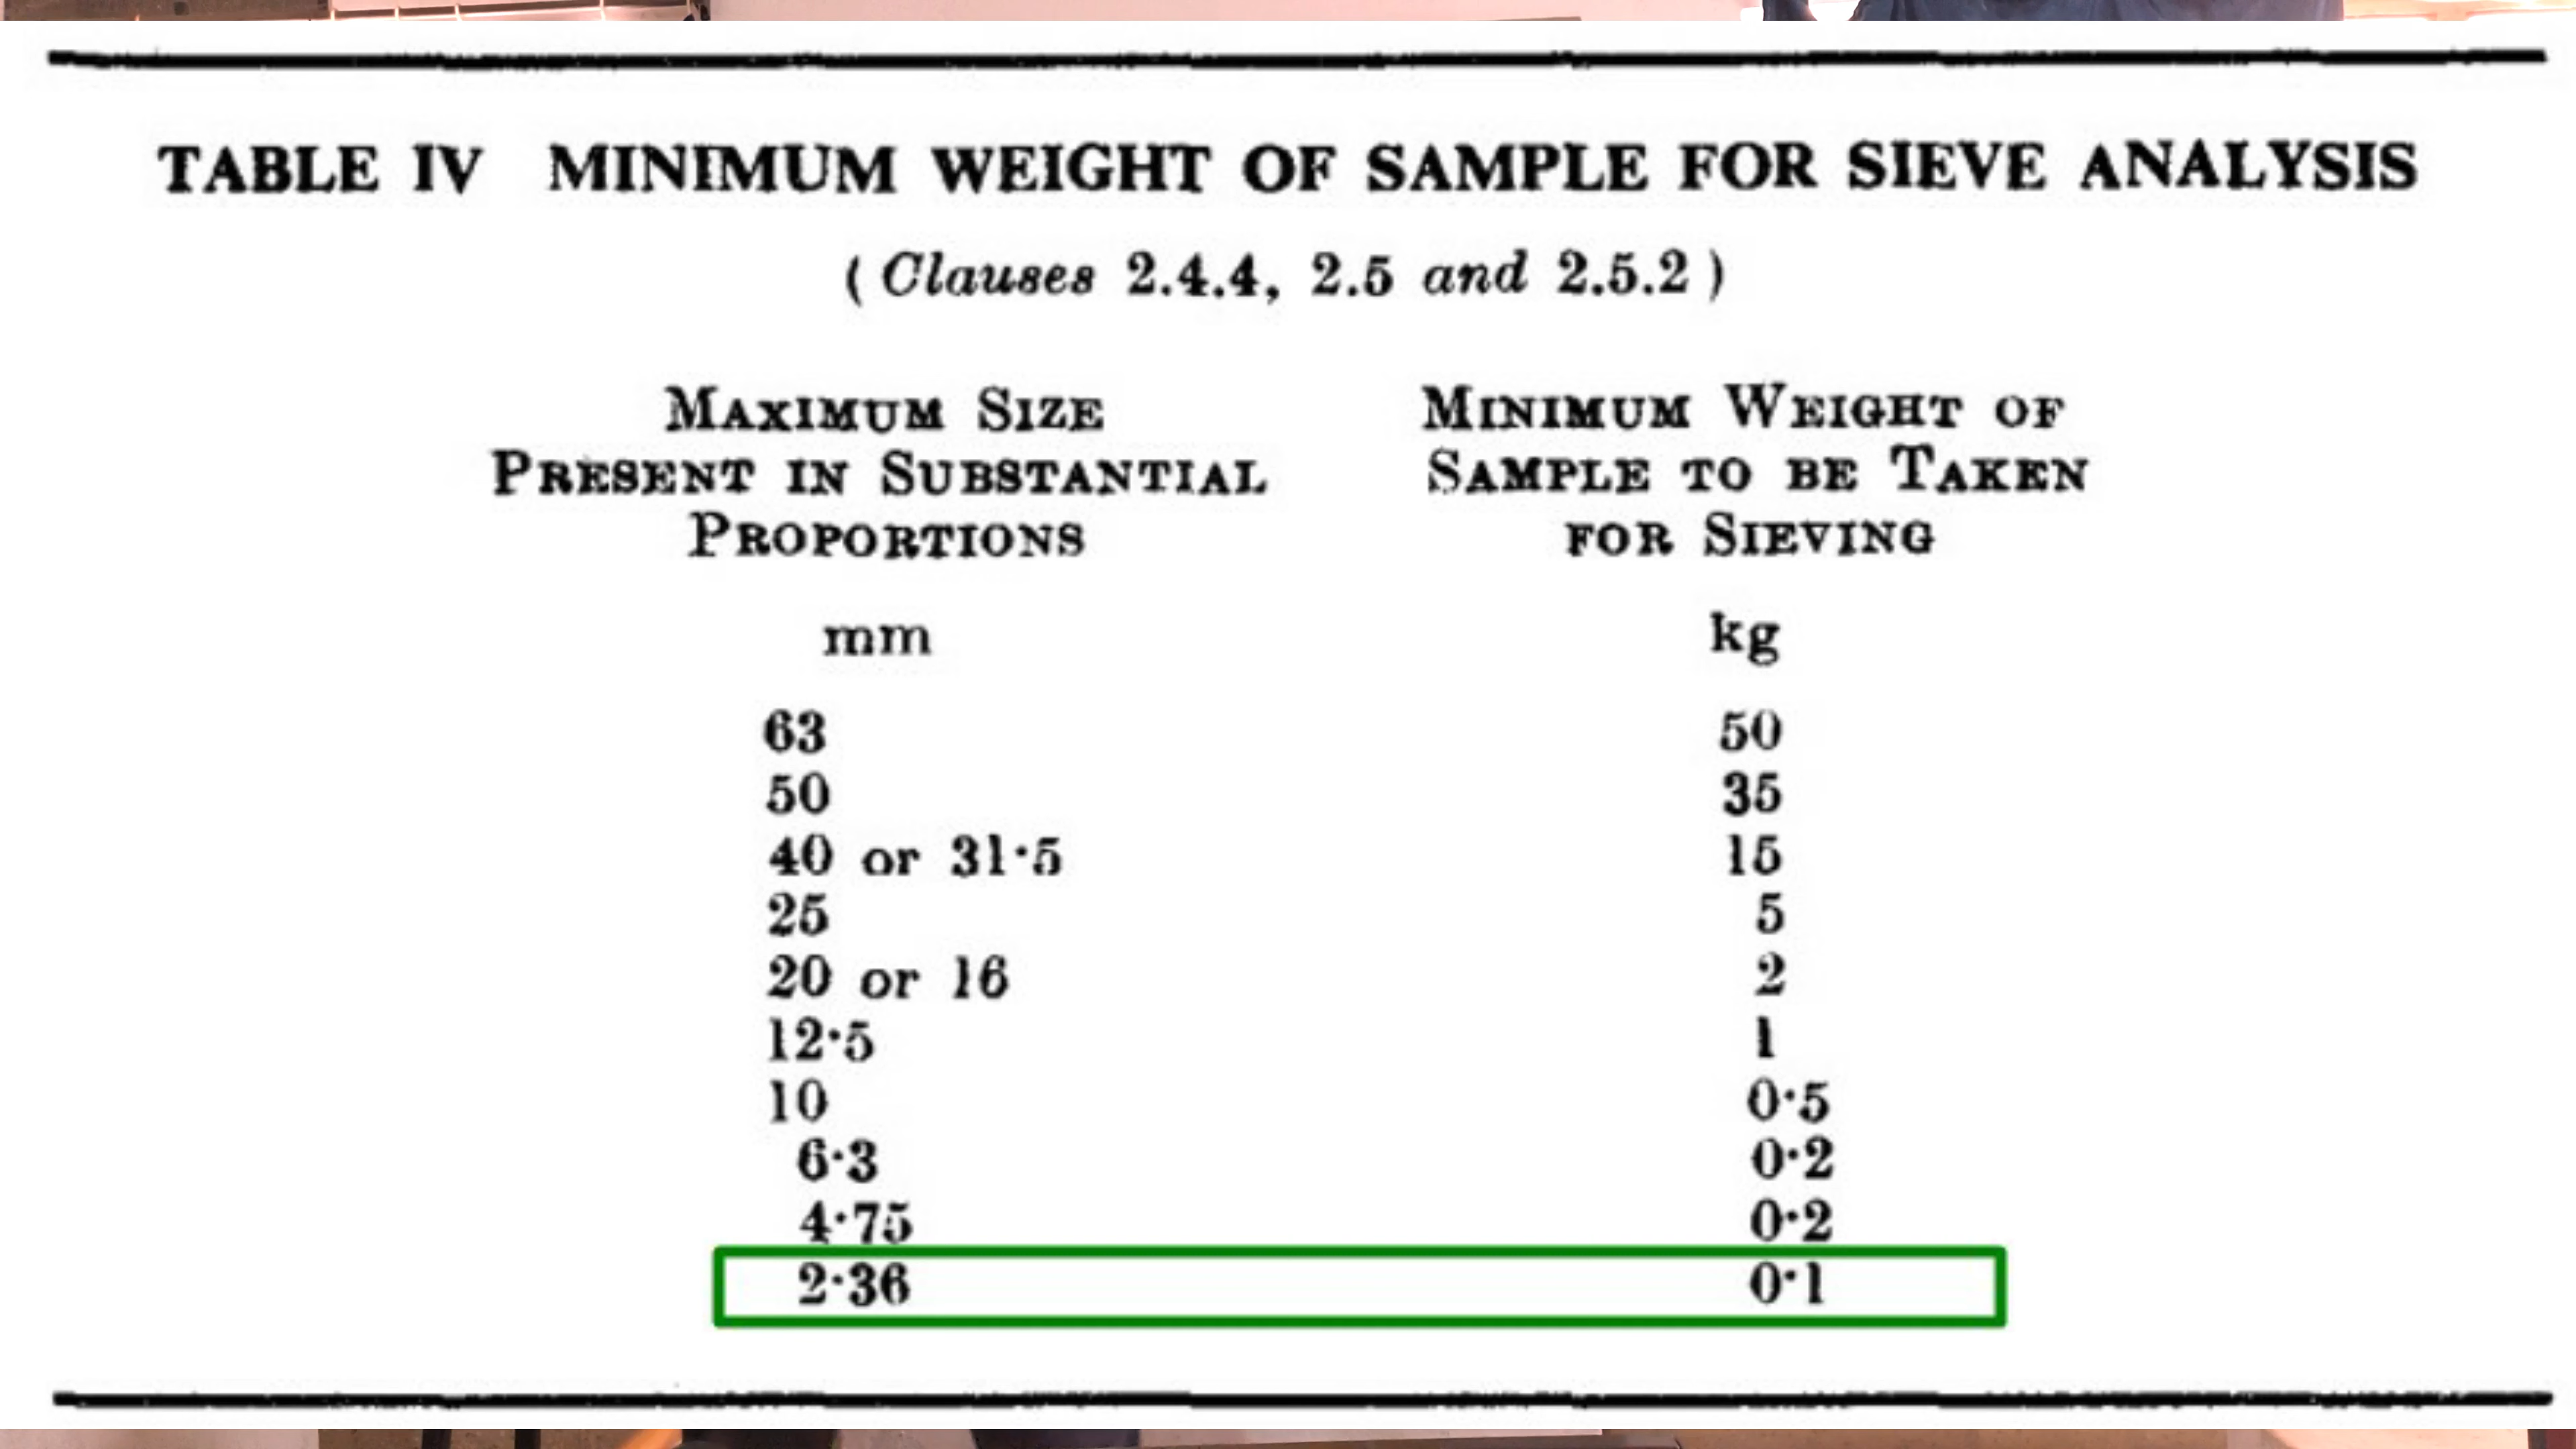 TABLE IV MINIMUM WEIGHT OF SAMPLE FOR SIEVE ANALYSIS
( Clauses 2.4.4, 2.5 and 2.5.2 )
MAXIMUM SIZE PRESENT IN SUBSTANTIAL PROPORTIONS MINIMUM WEIGHT OF SAMPLE TO BE TAKEN FOR SIEVING
mm kg
63 50
50 35
40 or 31·5 15
25 5
20 or 16 2
12·5 1
10 0·5
6·3 0·2
4·75 0·2
2·36 0·1